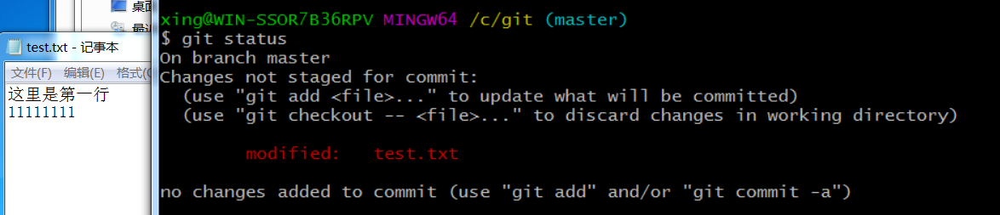 桌面
最近
test.txt - 记事本
文件(F) 编辑(E) 格式(
这里是第一行
11111111
xing@WIN-SSOR7B36RPV MINGW64 /c/git (master)
$ git status
On branch master
Changes not staged for commit:
(use "git add <file>..." to update what will be committed)
(use "git checkout -- <file>..." to discard changes in working directory)
modified: test.txt
no changes added to commit (use "git add" and/or "git commit -a")